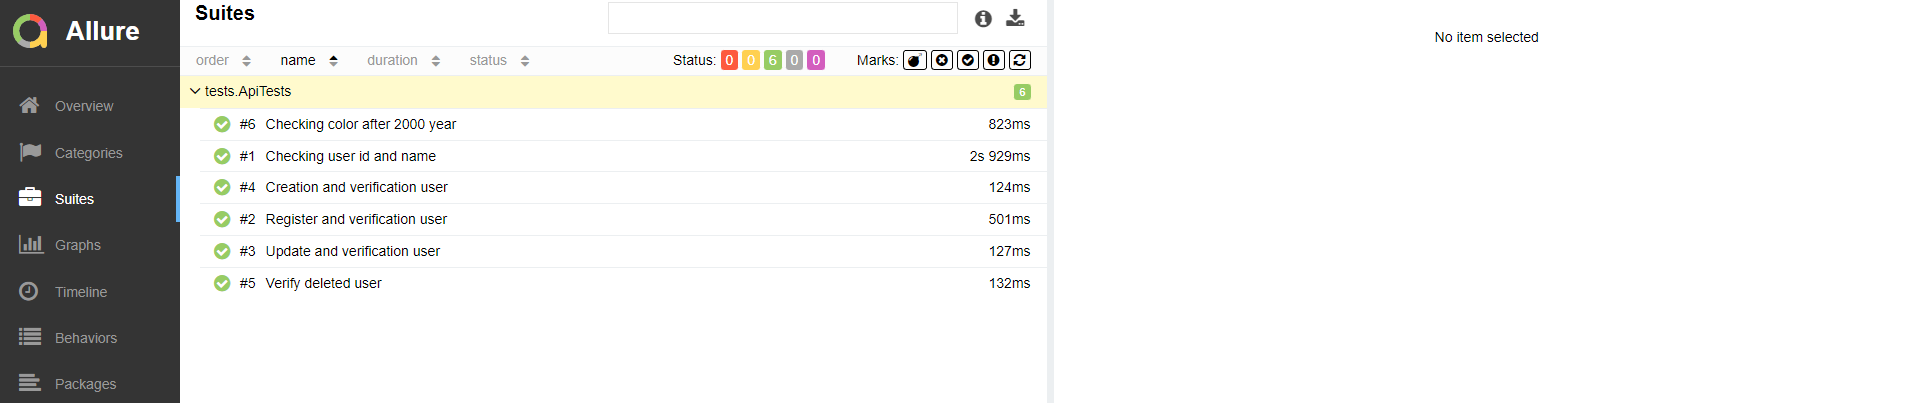 Allure
Overview
Categories
Suites
Graphs
Timeline
Behaviors
Packages
Suites
order name duration status Status: 0 0 6 0 0 Marks:
tests.ApiTests 6
#6 Checking color after 2000 year 823ms
#1 Checking user id and name 2s 929ms
#4 Creation and verification user 124ms
#2 Register and verification user 501ms
#3 Update and verification user 127ms
#5 Verify deleted user 132ms
No item selected